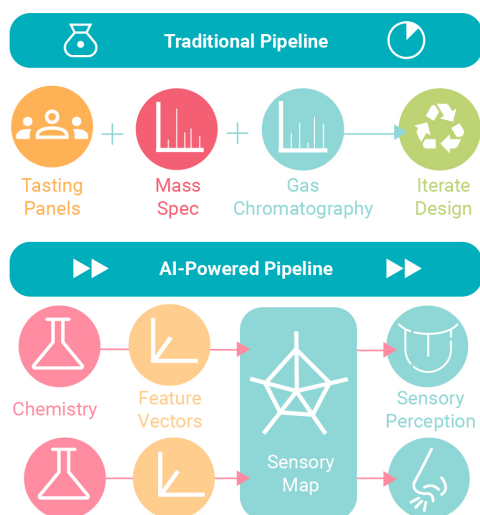 Traditional Pipeline
Tasting
Panels
Mass
Spec
Gas
Chromatography
Iterate
Design
AI-Powered Pipeline
Chemistry
Feature
Vectors
Sensory
Map
Sensory
Perception